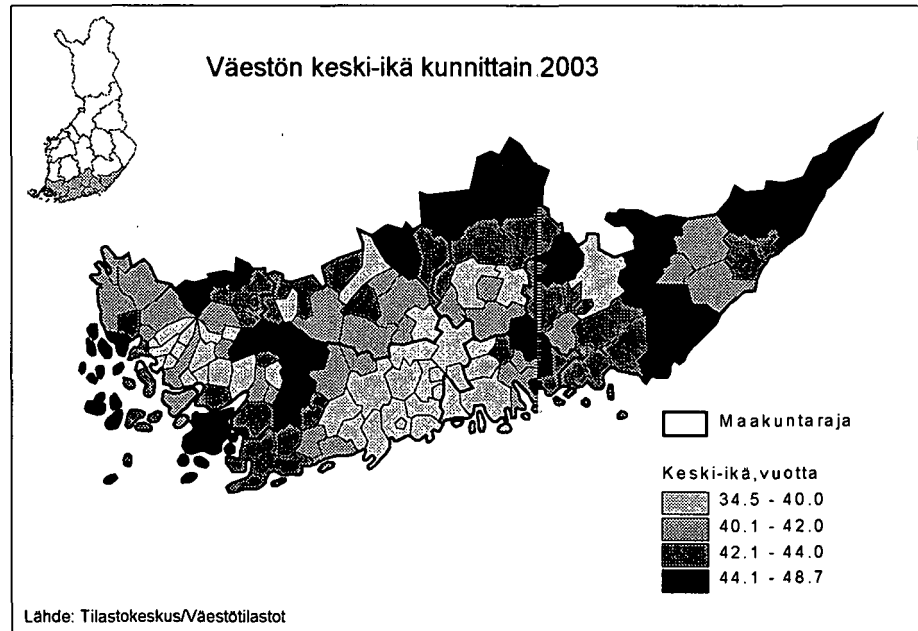 Väestön keski-ikä kunnittain 2003
Maakuntaraja
Keski-ikä,vuotta
34.5 - 40.0
40.1 - 42.0
42.1 - 44.0
44.1 - 48.7
Lähde: Tilastokeskus/Väestötilastot